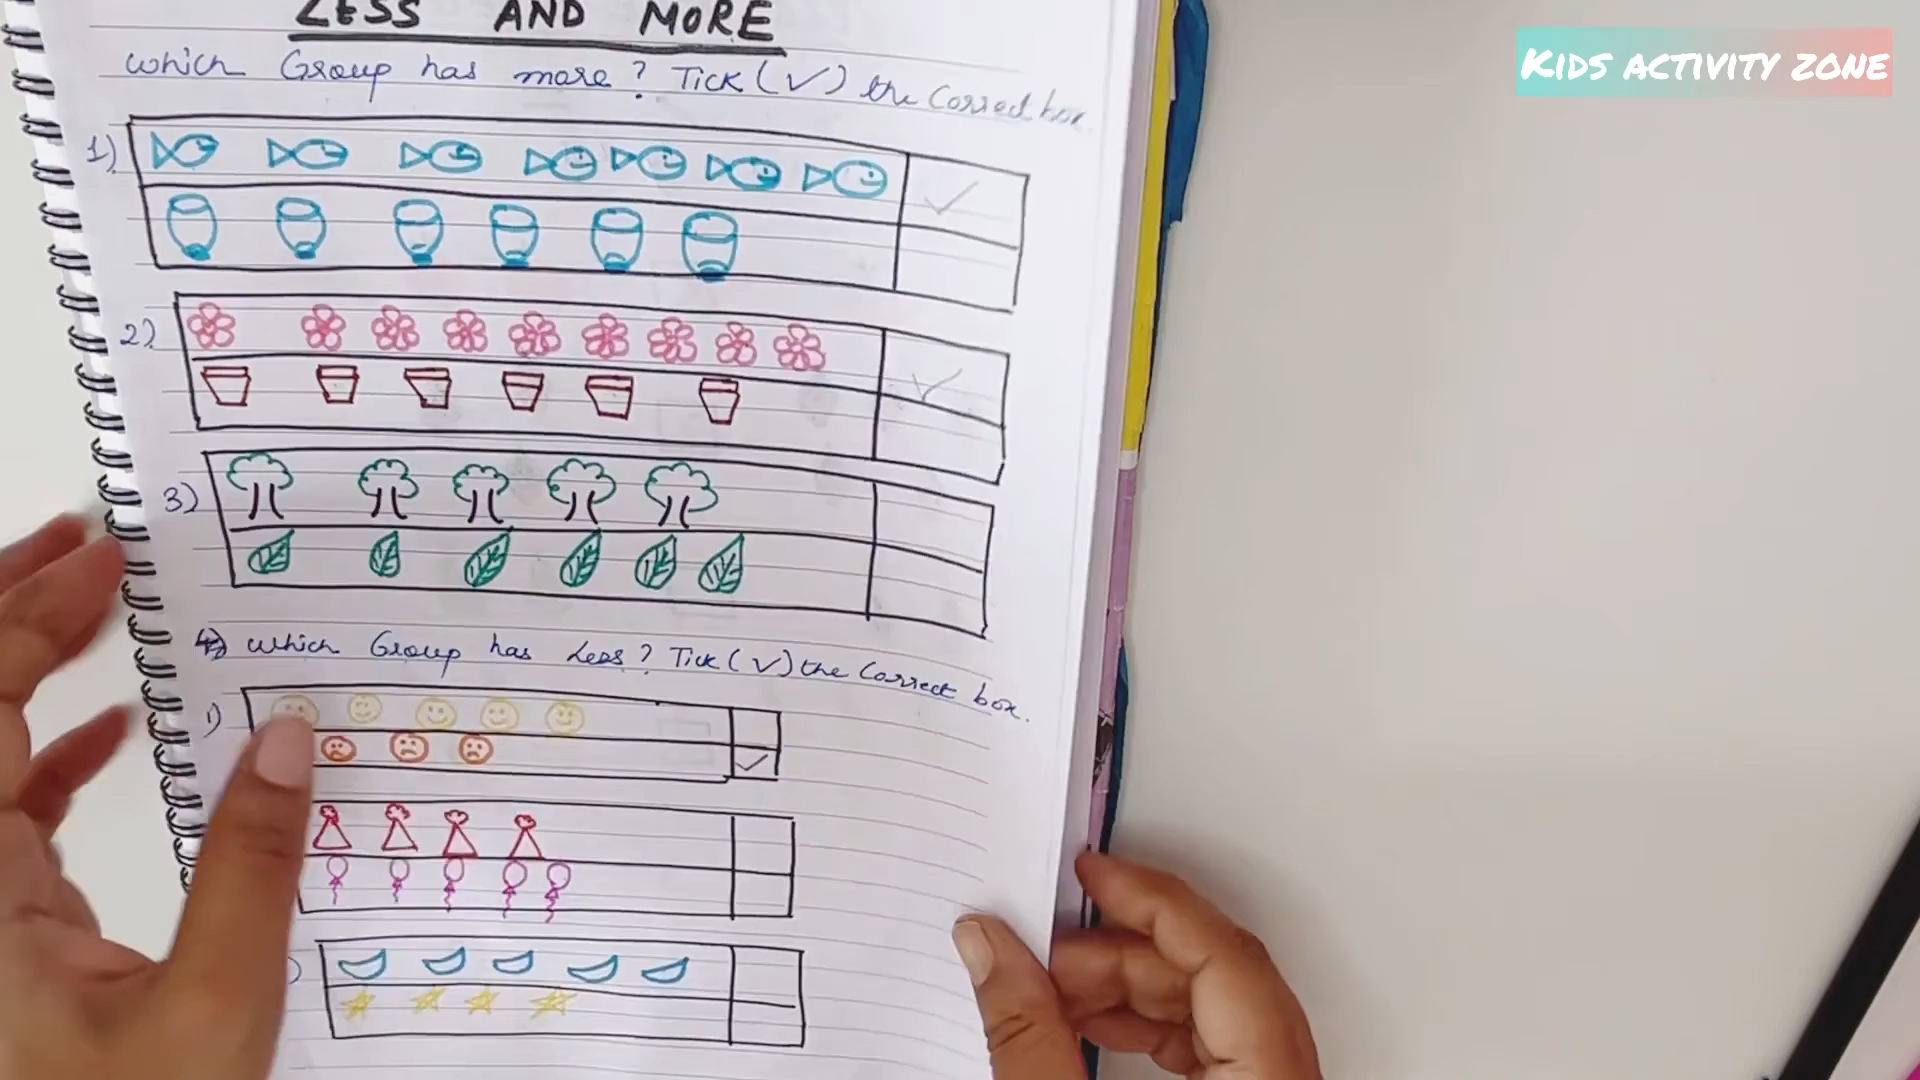 LESS AND MORE
KIDS ACTIVITY ZONE
which Group has more? Tick (✓) the Correct box.
1)
2)
3)
which Group has Less? Tick (✓) the Correct box.
1)
)